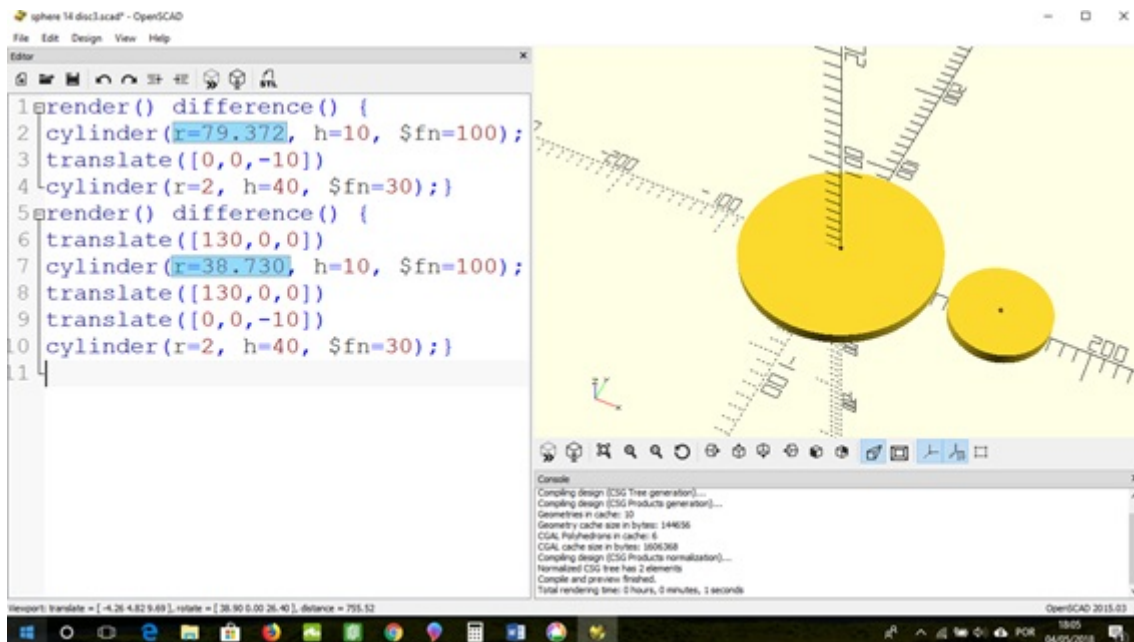 sphere 14 disc3.scad* - OpenSCAD
File Edit Design View Help
Editor
1 render() difference() {
2 cylinder(r=79.372, h=10, $fn=100);
3 translate([0,0,-10])
4 cylinder(r=2, h=40, $fn=30);}
5 render() difference() {
6 translate([130,0,0])
7 cylinder(r=38.730, h=10, $fn=100);
8 translate([130,0,0])
9 translate([0,0,-10])
10 cylinder(r=2, h=40, $fn=30);}
11
-200
-100
200
Console
Compiling design (CSG Tree generation)...
Compiling design (CSG Products generation)...
Geometries in cache: 10
Geometry cache size in bytes: 144656
CGAL Polyhedrons in cache: 6
CGAL cache size in bytes: 1606368
Compiling design (CSG Products normalization)...
Normalized CSG tree has 2 elements
Compile and preview finished.
Total rendering time: 0 hours, 0 minutes, 1 seconds
Viewport: translate = [ -4.26 4.82 9.69 ], rotate = [ 38.90 0.00 26.40 ], distance = 755.52
OpenSCAD 2015.03
POR
18:05
04/05/2018